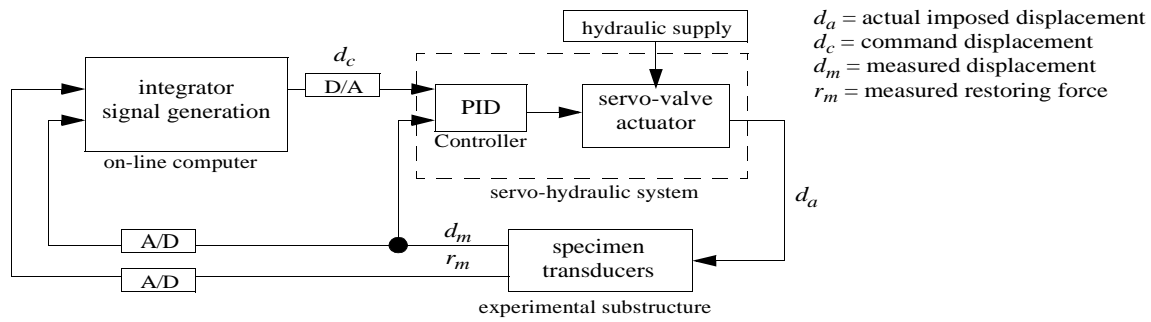 hydraulic supply
d_a = actual imposed displacement
d_c = command displacement
d_m = measured displacement
r_m = measured restoring force
d_c
integrator
signal generation
D/A
PID
servo-valve
actuator
Controller
on-line computer
servo-hydraulic system
d_a
A/D
d_m
specimen
transducers
A/D
r_m
experimental substructure